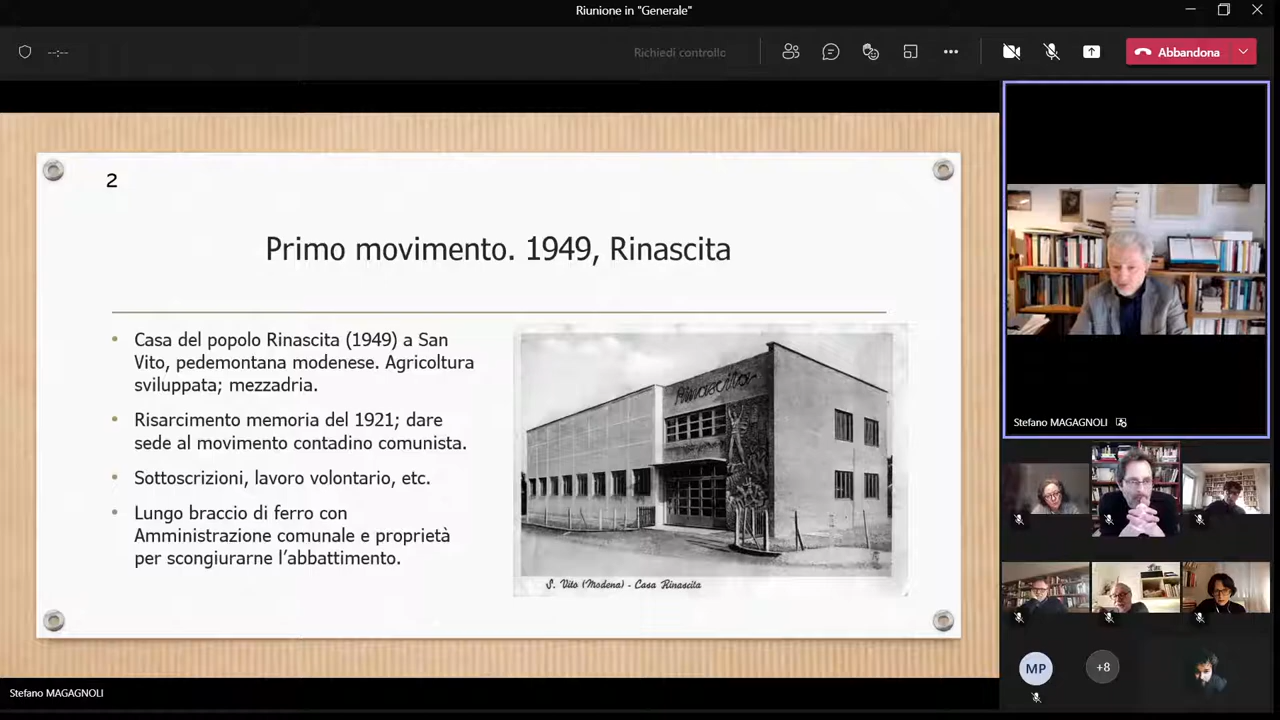 Riunione in "Generale"
--:--
Richiedi controllo
Abbandona
2
Primo movimento. 1949, Rinascita
Casa del popolo Rinascita (1949) a San
Vito, pedemontana modenese. Agricoltura
sviluppata; mezzadria.
Risarcimento memoria del 1921; dare
sede al movimento contadino comunista.
Sottoscrizioni, lavoro volontario, etc.
Lungo braccio di ferro con
Amministrazione comunale e proprietà
per scongiurarne l'abbattimento.
Rinascita
S. Vito (Modena) - Casa Rinascita
Stefano MAGAGNOLI
MP
+8
Stefano MAGAGNOLI